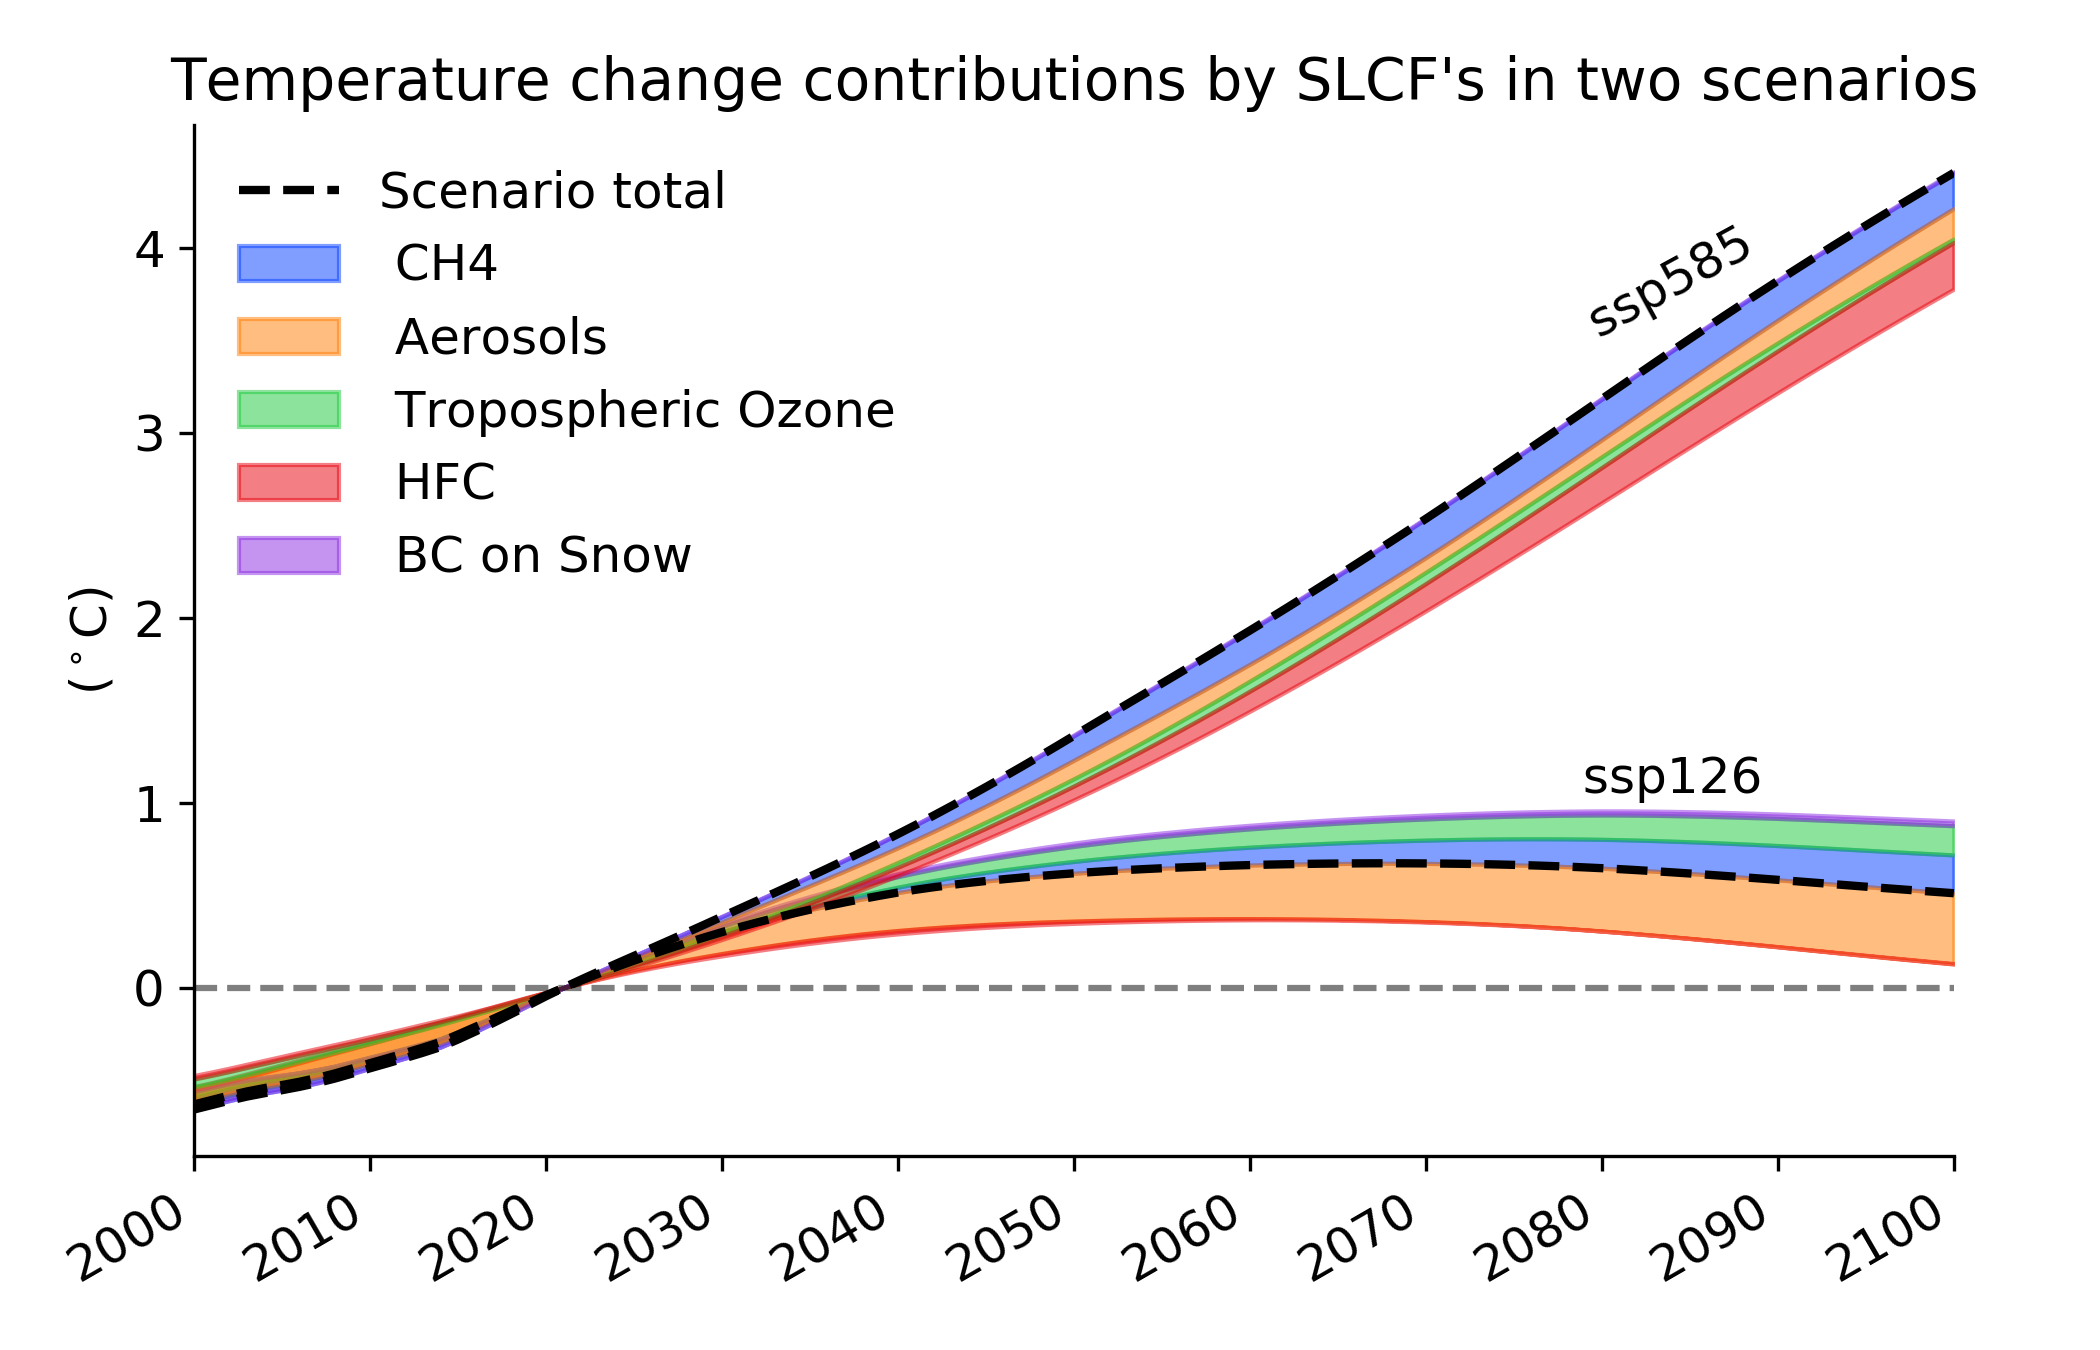 Temperature change contributions by SLCF's in two scenarios
Scenario total
CH4
Aerosols
Tropospheric Ozone
HFC
BC on Snow
(°C)
4
3
2
1
0
ssp585
ssp126
2000
2010
2020
2030
2040
2050
2060
2070
2080
2090
2100